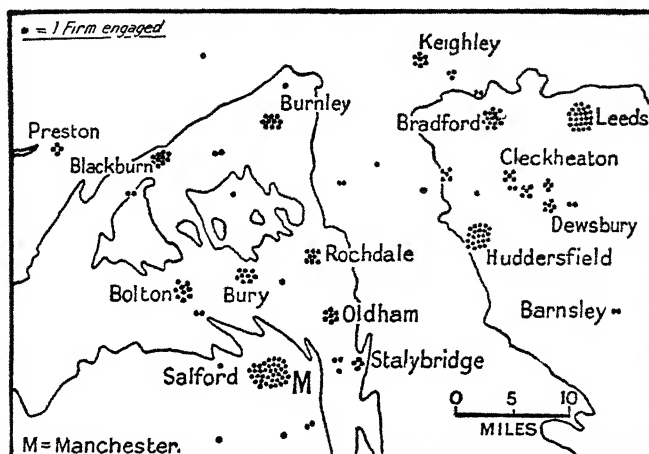 • = 1 Firm engaged
Keighley
Burnley
Bradford
Leeds
Preston
Blackburn
Cleckheaton
Dewsbury
Rochdale
Huddersfield
Bolton
Bury
Oldham
Barnsley
Salford
M
Stalybridge
0 10
MILES
M=Manchester.